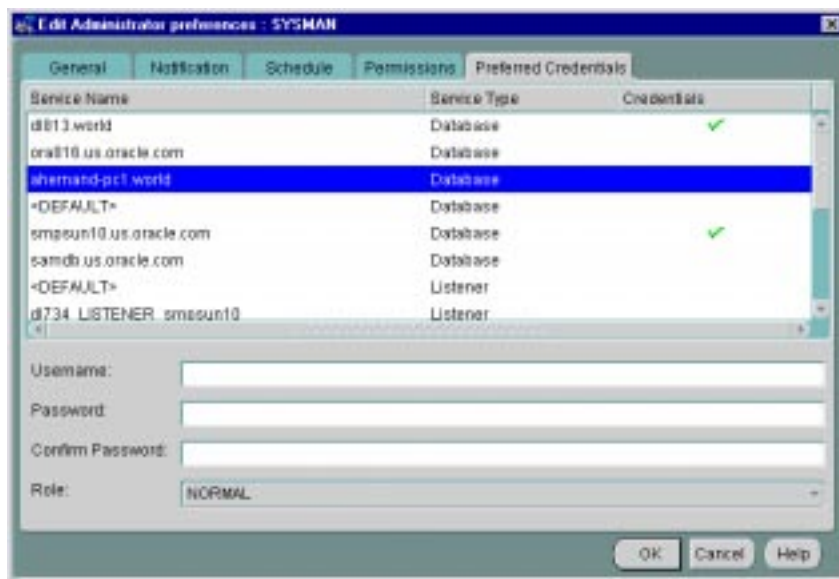 Edit Administrator preferences : SYSMAN
General Notification Schedule Permissions Preferred Credentials
Service Name Service Type Credentials
dl813.world Database
ora816.us.oracle.com Database
ahernand-pc1.world Database
<DEFAULT> Database
smpsun10.us.oracle.com Database
samdb.us.oracle.com Database
<DEFAULT> Listener
dl734_LISTENER_smpsun10 Listener
Username:
Password:
Confirm Password:
Role: NORMAL
OK Cancel Help